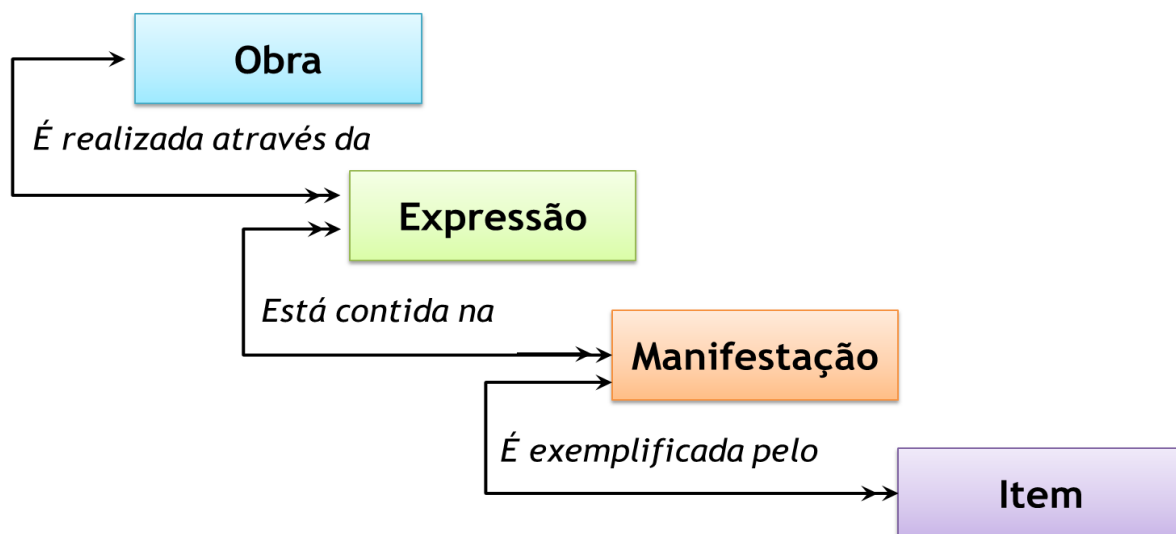 Obra
É realizada através da
Expressão
Está contida na
Manifestação
É exemplificada pelo
Item